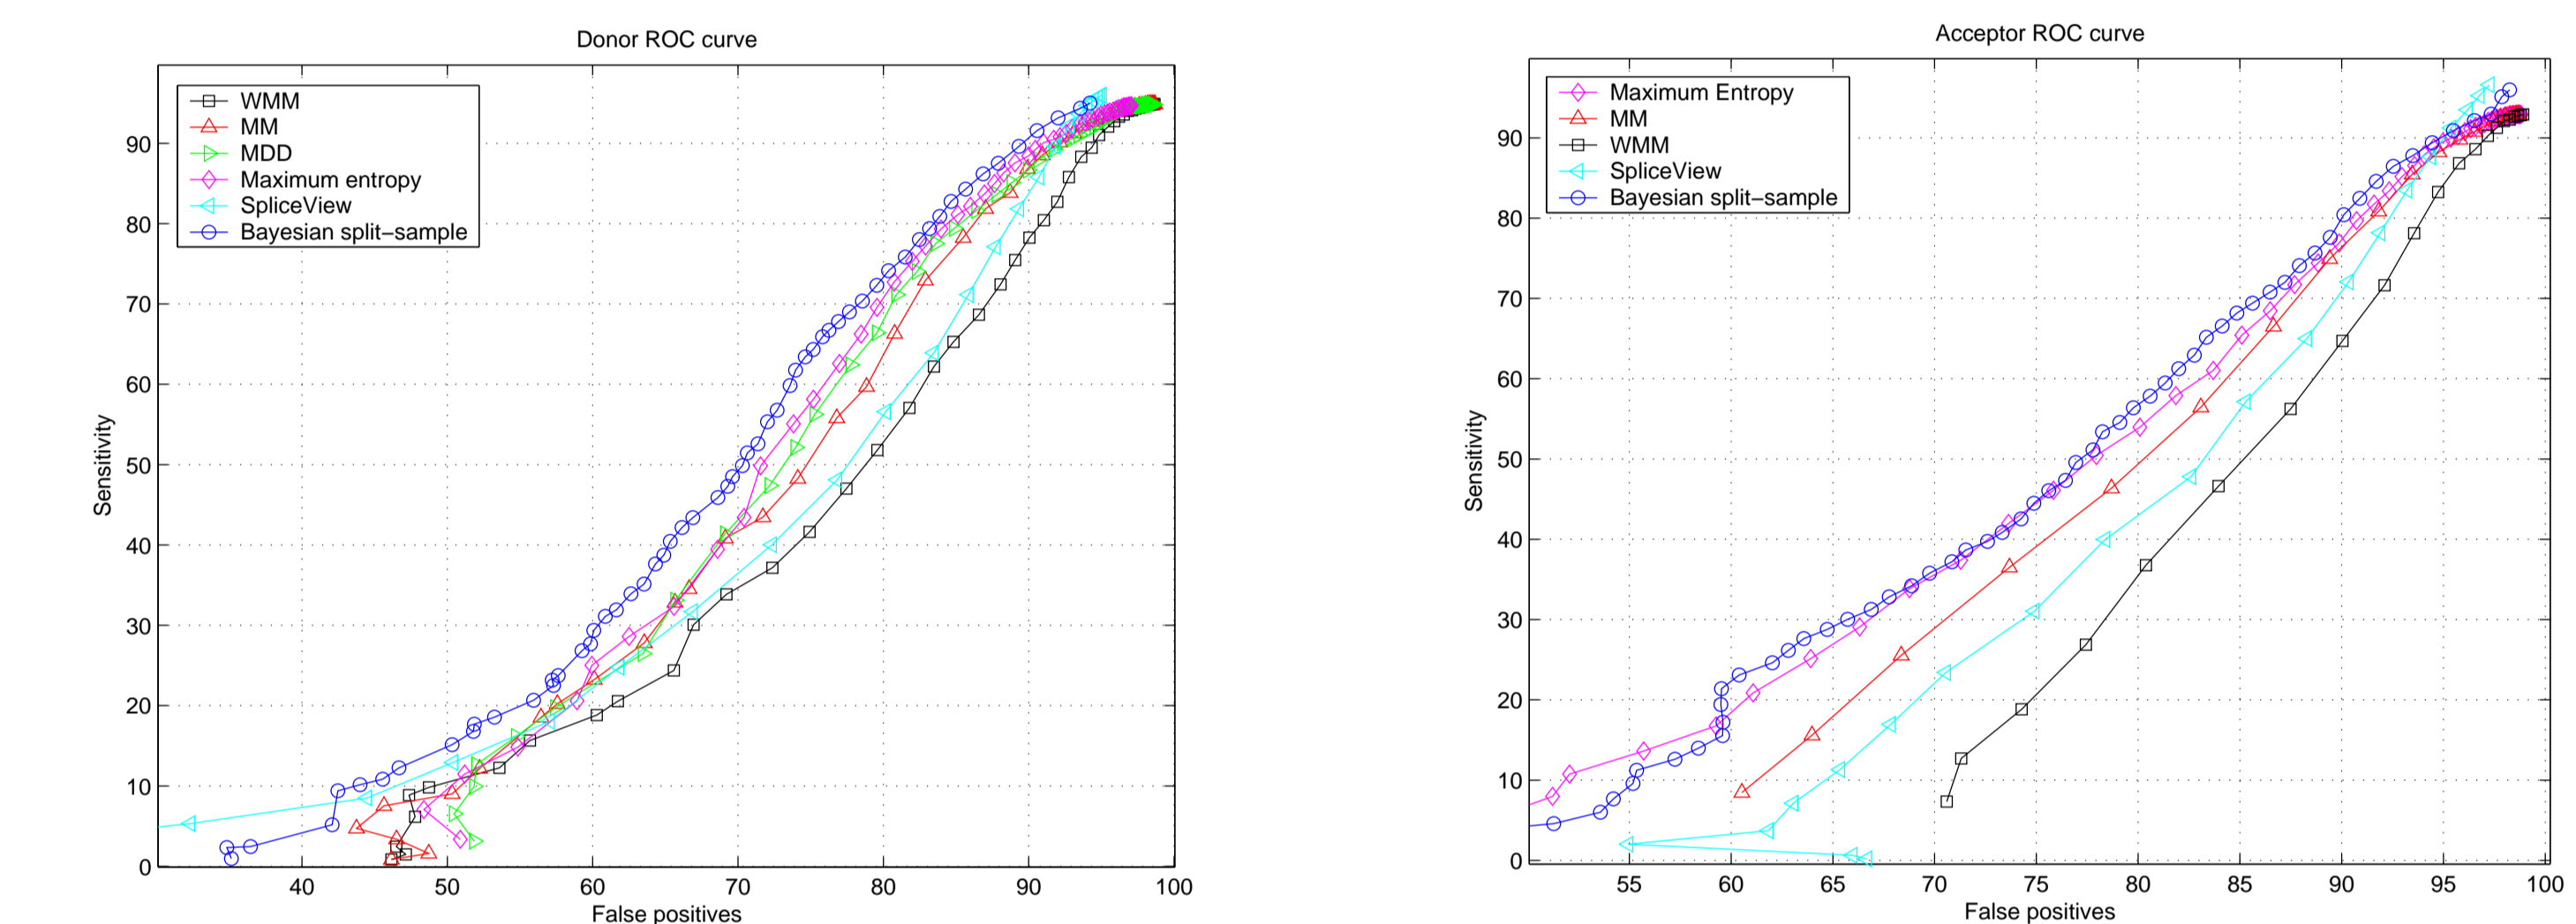 Donor ROC curve
WMM
MM
MDD
Maximum entropy
SpliceView
Bayesian split−sample
Sensitivity
90
80
70
60
50
40
30
20
10
0
40 50 60 70 80 90 100
False positives
Acceptor ROC curve
Maximum Entropy
MM
WMM
SpliceView
Bayesian split−sample
Sensitivity
90
80
70
60
50
40
30
20
10
0
55 60 65 70 75 80 85 90 95 100
False positives